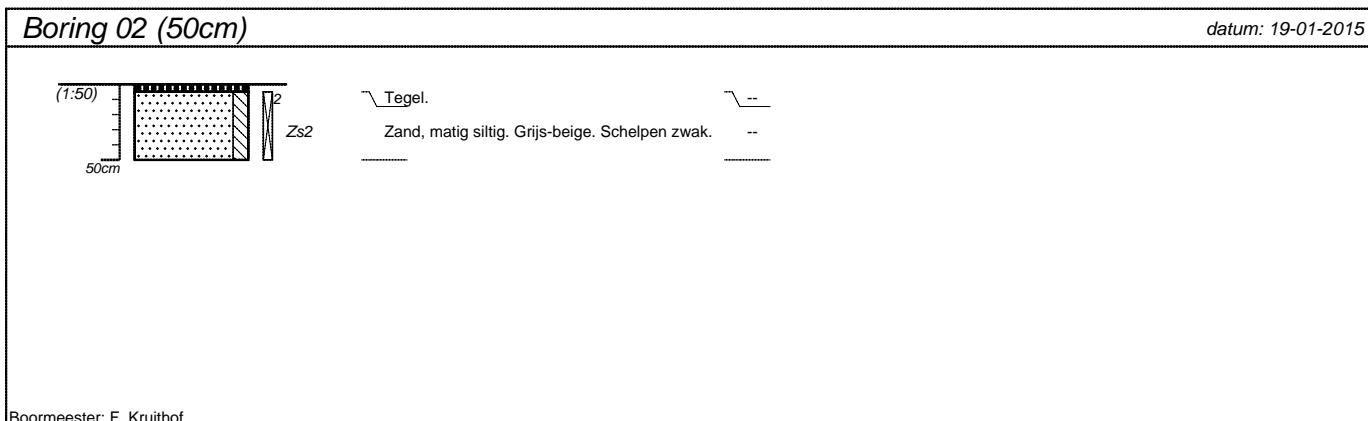 Boring 02 (50cm) datum: 19-01-2015
(1:50) 2 Tegel. --
Zs2 Zand, matig siltig. Grijs-beige. Schelpen zwak. --
50cm
Boormeester: F. Kruithof